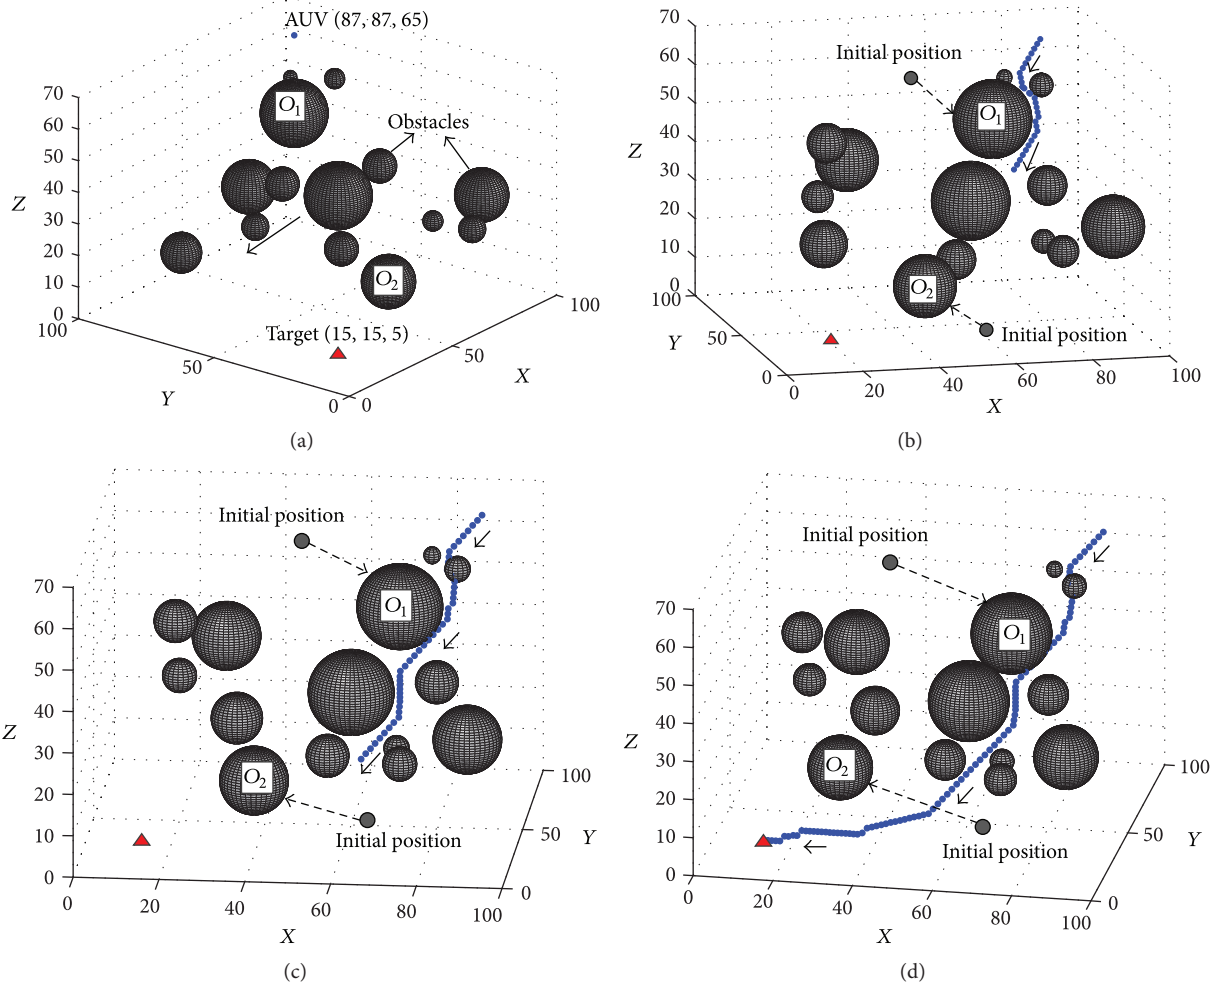 AUV (87, 87, 65)
70
60
50
40
30
20
10
0
Z
O1
Obstacles
O2
Target (15, 15, 5)
100
50
0
Y
0
50
100
X
(a)
70
60
50
40
30
20
10
0
Z
Initial position
O1
O2
Initial position
100
50
0
Y
0
20
40
60
80
100
X
(b)
Initial position
70
60
50
40
30
20
10
0
Z
O1
O2
Initial position
100
50
0
Y
0
20
40
60
80
100
X
(c)
Initial position
70
60
50
40
30
20
10
0
Z
O1
O2
Initial position
100
50
0
Y
0
20
40
60
80
100
X
(d)